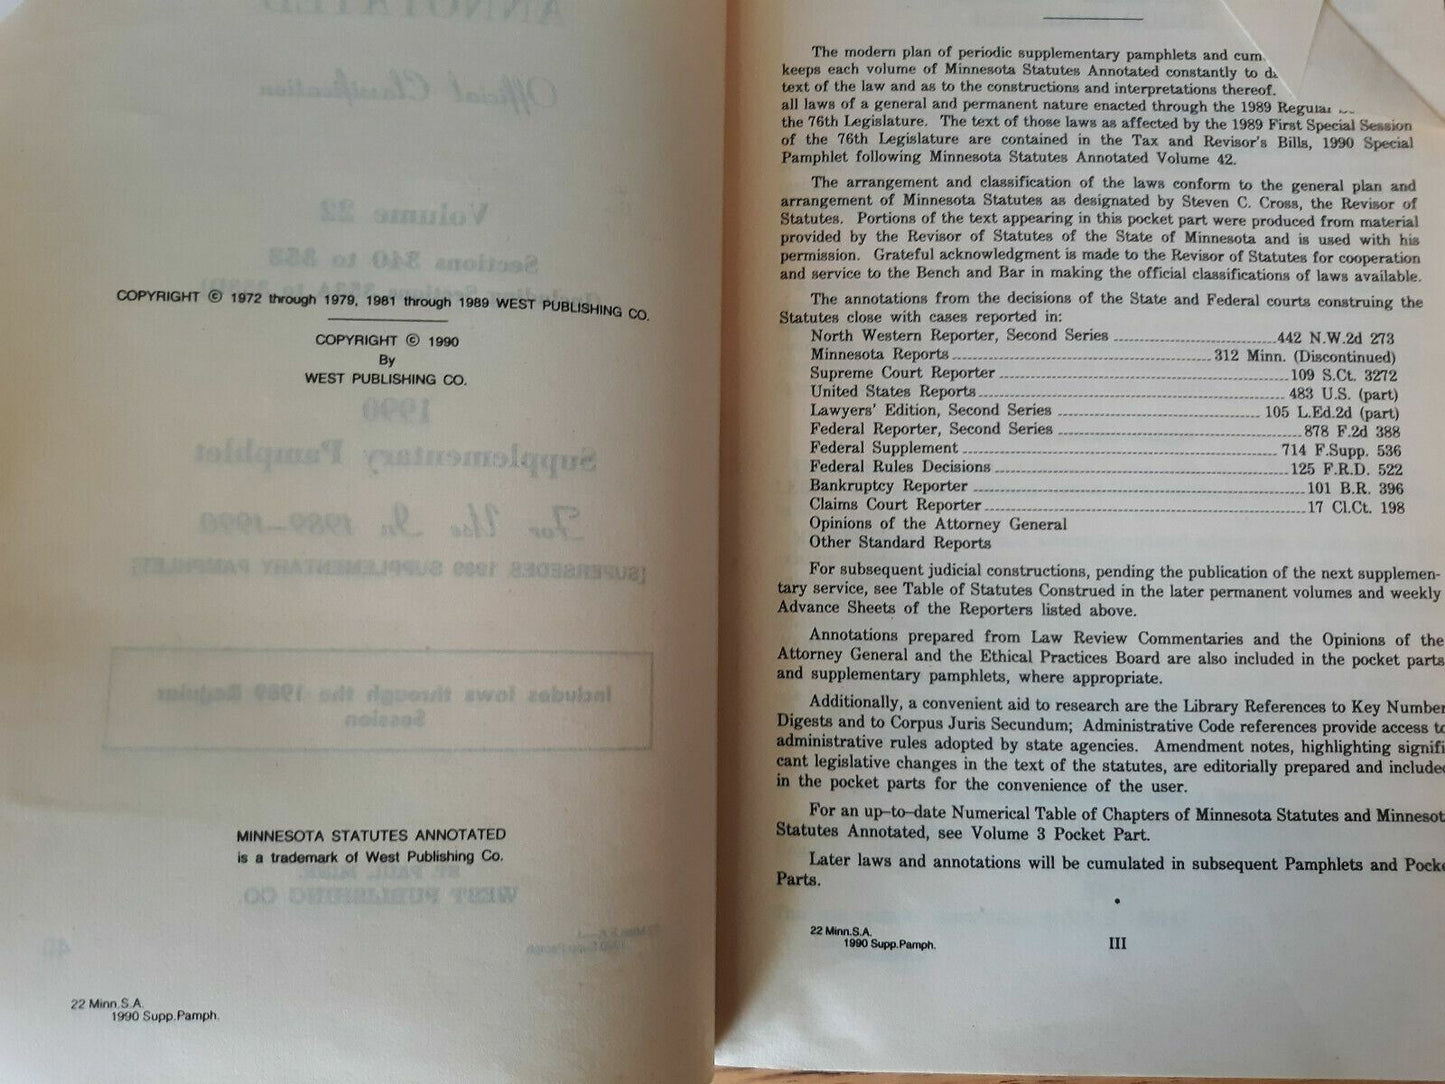 COPYRIGHT © 1972 through 1979, 1981 through 1989 WEST PUBLISHING CO.
COPYRIGHT © 1990
By
WEST PUBLISHING CO.
MINNESOTA STATUTES ANNOTATED
is a trademark of West Publishing Co.
22 Minn.S.A.
1990 Supp.Pamph.
The modern plan of periodic supplementary pamphlets and cum
keeps each volume of Minnesota Statutes Annotated constantly to
text of the law and as to the constructions and interpretations thereof.
all laws of a general and permanent nature enacted through the 1989 Regular
the 76th Legislature. The text of those laws as affected by the 1989 First Special Session
of the 76th Legislature are contained in the Tax and Revisor's Bills, 1990 Special
Pamphlet following Minnesota Statutes Annotated Volume 42.
The arrangement and classification of the laws conform to the general plan and
arrangement of Minnesota Statutes as designated by Steven C. Cross, the Revisor of
Statutes. Portions of the text appearing in this pocket part were produced from material
provided by the Revisor of Statutes of the State of Minnesota and is used with his
permission. Grateful acknowledgment is made to the Revisor of Statutes for cooperation
and service to the Bench and Bar in making the official classifications of laws available.
The annotations from the decisions of the State and Federal courts construing the
Statutes close with cases reported in:
North Western Reporter, Second Series 442 N.W.2d 273
Minnesota Reports 312 Minn. (Discontinued)
Supreme Court Reporter 109 S.Ct. 3272
United States Reports 483 U.S. (part)
Lawyers' Edition, Second Series 105 L.Ed.2d (part)
Federal Reporter, Second Series 878 F.2d 388
Federal Supplement 714 F.Supp. 536
Federal Rules Decisions 125 F.R.D. 522
Bankruptcy Reporter 101 B.R. 396
Claims Court Reporter 17 Cl.Ct. 198
Opinions of the Attorney General
Other Standard Reports
For subsequent judicial constructions, pending the publication of the next supplemen-
tary service, see Table of Statutes Construed in the later permanent volumes and weekly
Advance Sheets of the Reporters listed above.
Annotations prepared from Law Review Commentaries and the Opinions of the
Attorney General and the Ethical Practices Board are also included in the pocket parts
and supplementary pamphlets, where appropriate.
Additionally, a convenient aid to research are the Library References to Key Number
Digests and to Corpus Juris Secundum; Administrative Code references provide access to
administrative rules adopted by state agencies. Amendment notes, highlighting signifi
cant legislative changes in the text of the statutes, are editorially prepared and included
in the pocket parts for the convenience of the user.
For an up-to-date Numerical Table of Chapters of Minnesota Statutes and Minnesot
Statutes Annotated, see Volume 3 Pocket Part.
Later laws and annotations will be cumulated in subsequent Pamphlets and Pocke
Parts.
22 Minn.S.A.
1990 Supp.Pamph.
III